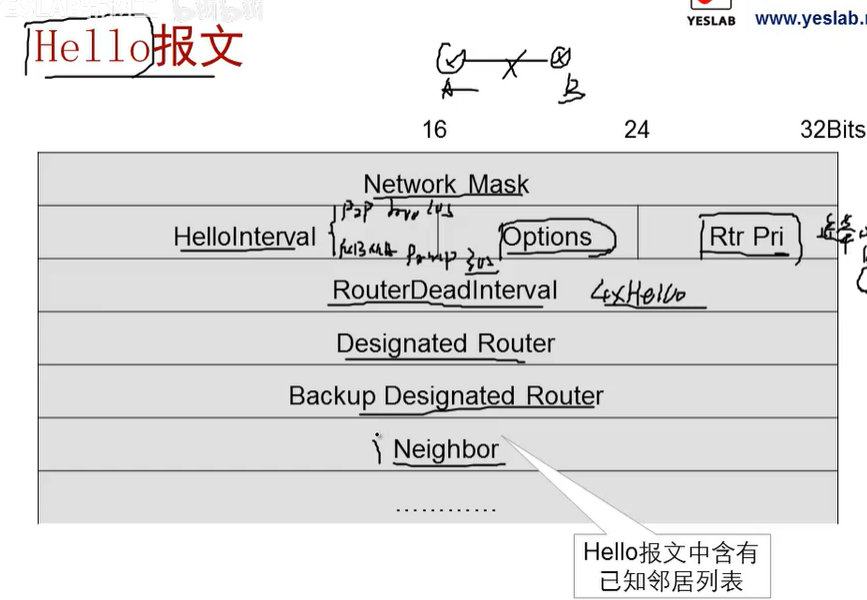 YESLAB
www.yeslab.
Hello报文
A
B
16 24 32Bits
Network Mask
P2P 10s
HelloInterval Options Rtr Pri
P2MP 30s
RouterDeadInterval 4xHello
Designated Router
Backup Designated Router
Neighbor
............
Hello报文中含有
已知邻居列表